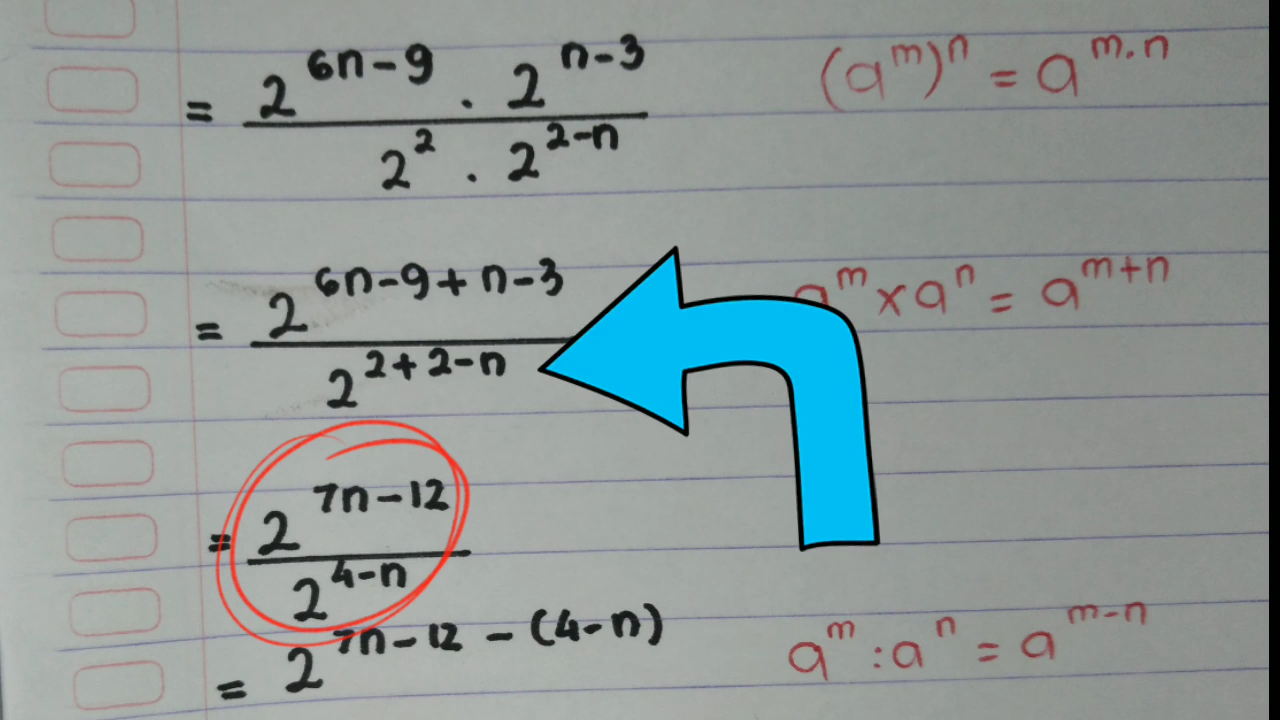 = 2^(6n-9) . 2^(n-3) / 2^2 . 2^(2-n)    (a^m)^n = a^(m.n)
= 2^(6n-9+n-3) / 2^(2+2-n)    a^m x a^n = a^(m+n)
= 2^(7n-12) / 2^(4-n)
= 2^(7n-12-(4-n))    a^m : a^n = a^(m-n)